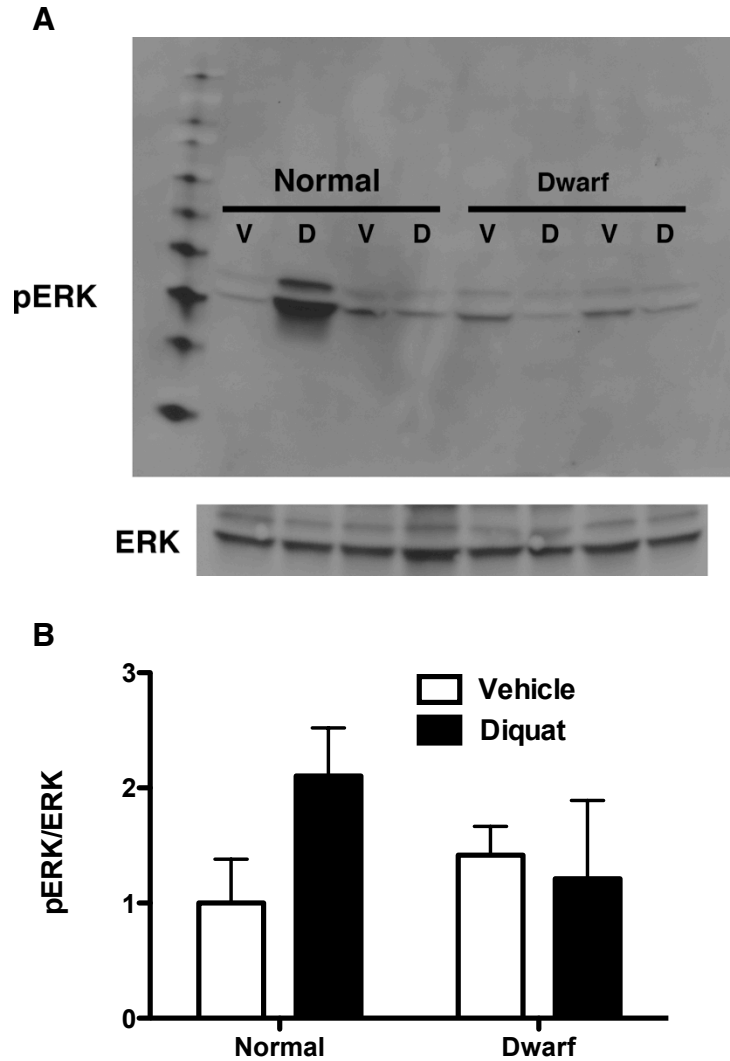 A
Normal Dwarf
V D V D V D V D
pERK
ERK
B
3
Vehicle
Diquat
2
pERK/ERK
1
0
Normal Dwarf